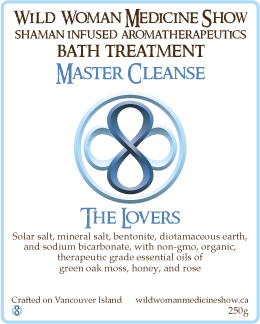 Wild Woman Medicine Show
shaman infused aromatherapeutics
bath treatment
Master Cleanse
The Lovers
Solar salt, mineral salt, bentonite, diotamaceous earth,
and sodium bicarbonate, with non-gmo, organic,
therapeutic grade essential oils of
green oak moss, honey, and rose
Crafted on Vancouver Island wildwomanmedicineshow.ca
250g